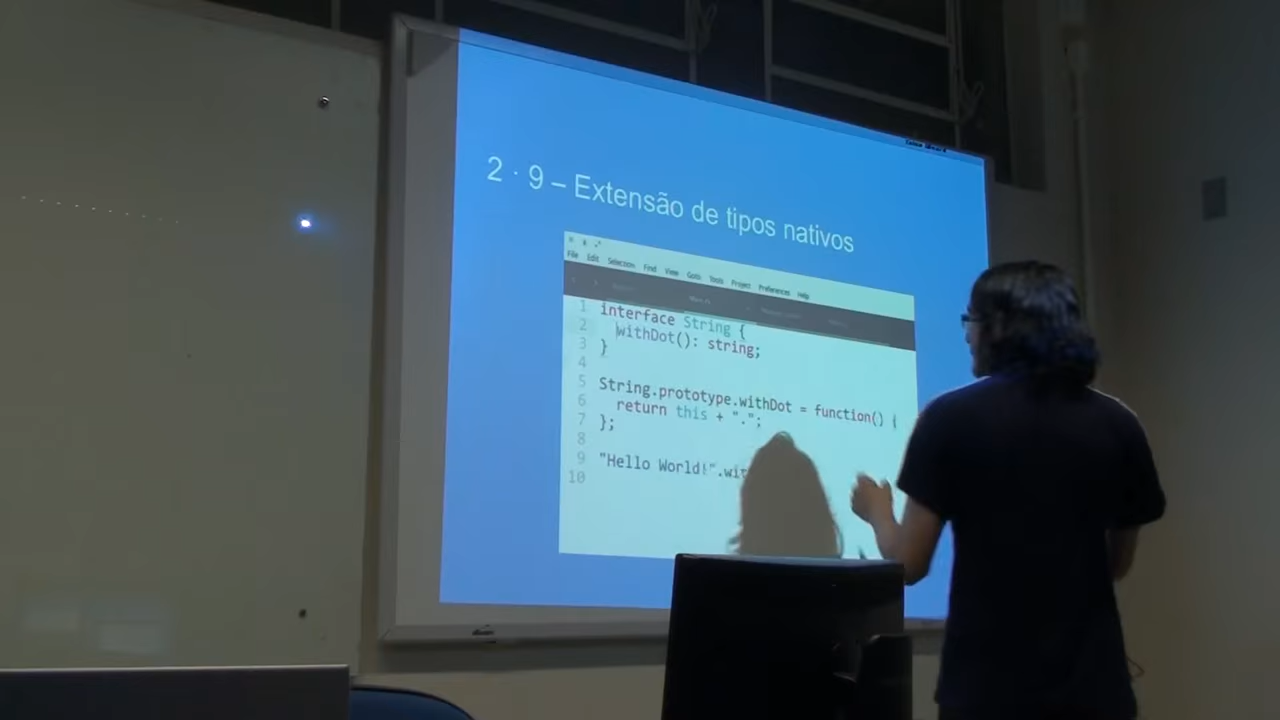 2 · 9 – Extensão de tipos nativos
File Edit Selection Find View Goto Tools Project Preferences Help
1 interface String {
2 withDot(): string;
3 }
4
5 String.prototype.withDot = function() {
6 return this + ".";
7 };
8
9 "Hello World!".wit
10